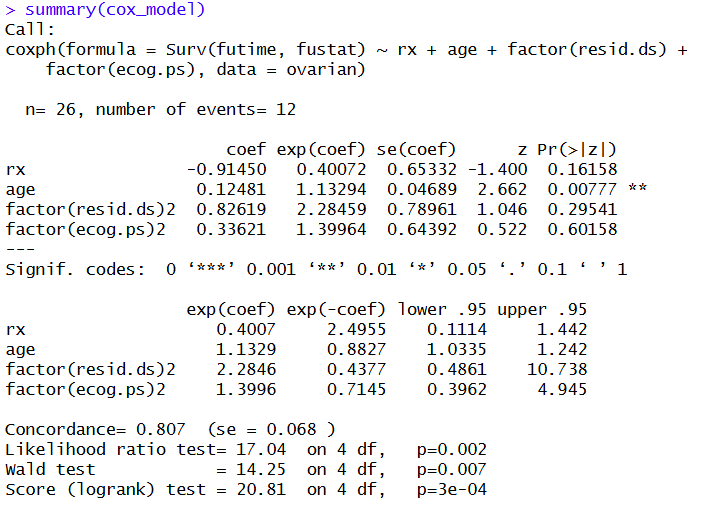 > summary(cox_model)
Call:
coxph(formula = Surv(futime, fustat) ~ rx + age + factor(resid.ds) +
    factor(ecog.ps), data = ovarian)

  n= 26, number of events= 12

                      coef exp(coef) se(coef)      z Pr(>|z|)
rx                -0.91450   0.40072  0.65332 -1.400  0.16158
age                0.12481   1.13294  0.04689  2.662  0.00777 **
factor(resid.ds)2  0.82619   2.28459  0.78961  1.046  0.29541
factor(ecog.ps)2   0.33621   1.39964  0.64392  0.522  0.60158
---
Signif. codes:  0 ‘***’ 0.001 ‘**’ 0.01 ‘*’ 0.05 ‘.’ 0.1 ‘ ’ 1

                  exp(coef) exp(-coef) lower .95 upper .95
rx                   0.4007     2.4955    0.1114     1.442
age                  1.1329     0.8827    1.0335     1.242
factor(resid.ds)2    2.2846     0.4377    0.4861    10.738
factor(ecog.ps)2     1.3996     0.7145    0.3962     4.945

Concordance= 0.807  (se = 0.068 )
Likelihood ratio test= 17.04  on 4 df,   p=0.002
Wald test            = 14.25  on 4 df,   p=0.007
Score (logrank) test = 20.81  on 4 df,   p=3e-04